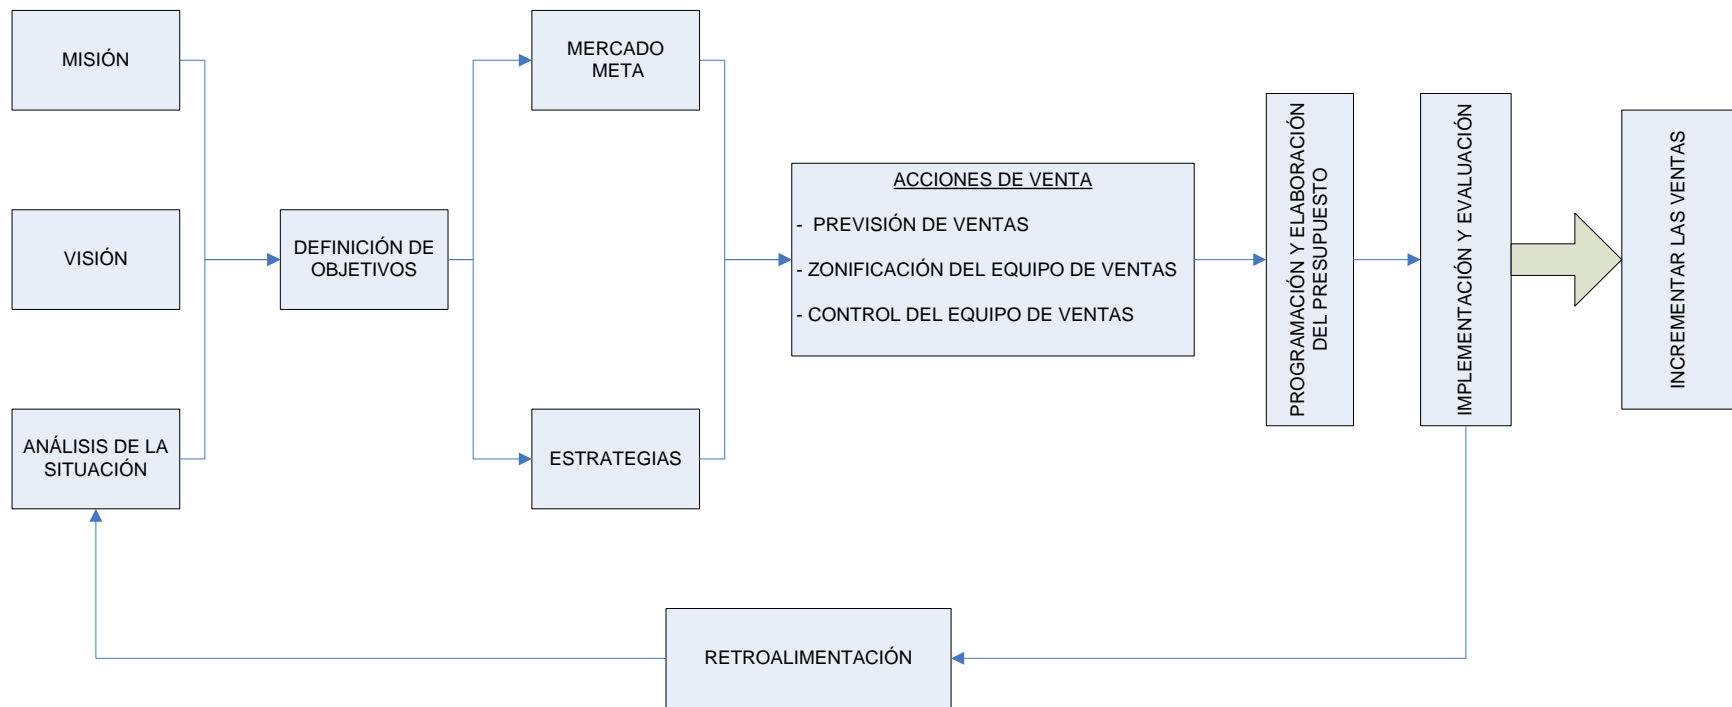 MISIÓN
VISIÓN
ANÁLISIS DE LA
SITUACIÓN
DEFINICIÓN DE
OBJETIVOS
MERCADO
META
ESTRATEGIAS
ACCIONES DE VENTA
- PREVISIÓN DE VENTAS
- ZONIFICACIÓN DEL EQUIPO DE VENTAS
- CONTROL DEL EQUIPO DE VENTAS
PROGRAMACIÓN Y ELABORACIÓN
DEL PRESUPUESTO
IMPLEMENTACIÓN Y EVALUACIÓN
INCREMENTAR LAS VENTAS
RETROALIMENTACIÓN